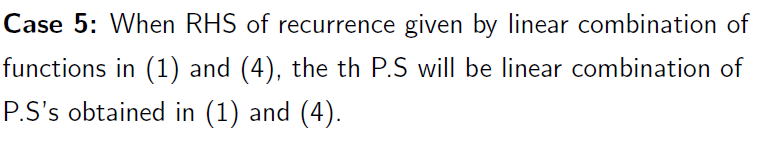 Case 5: When RHS of recurrence given by linear combination of
functions in (1) and (4), the th P.S will be linear combination of
P.S's obtained in (1) and (4).